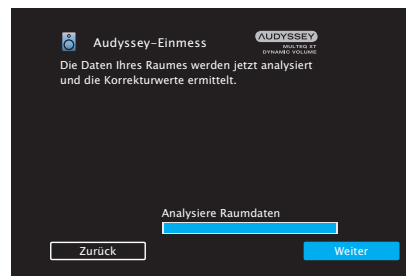 Audyssey-Einmess
AUDYSSEY
MULTEQ XT
DYNAMIC VOLUME
Die Daten Ihres Raumes werden jetzt analysiert
und die Korrekturwerte ermittelt.
Analysiere Raumdaten
Zurück
Weiter